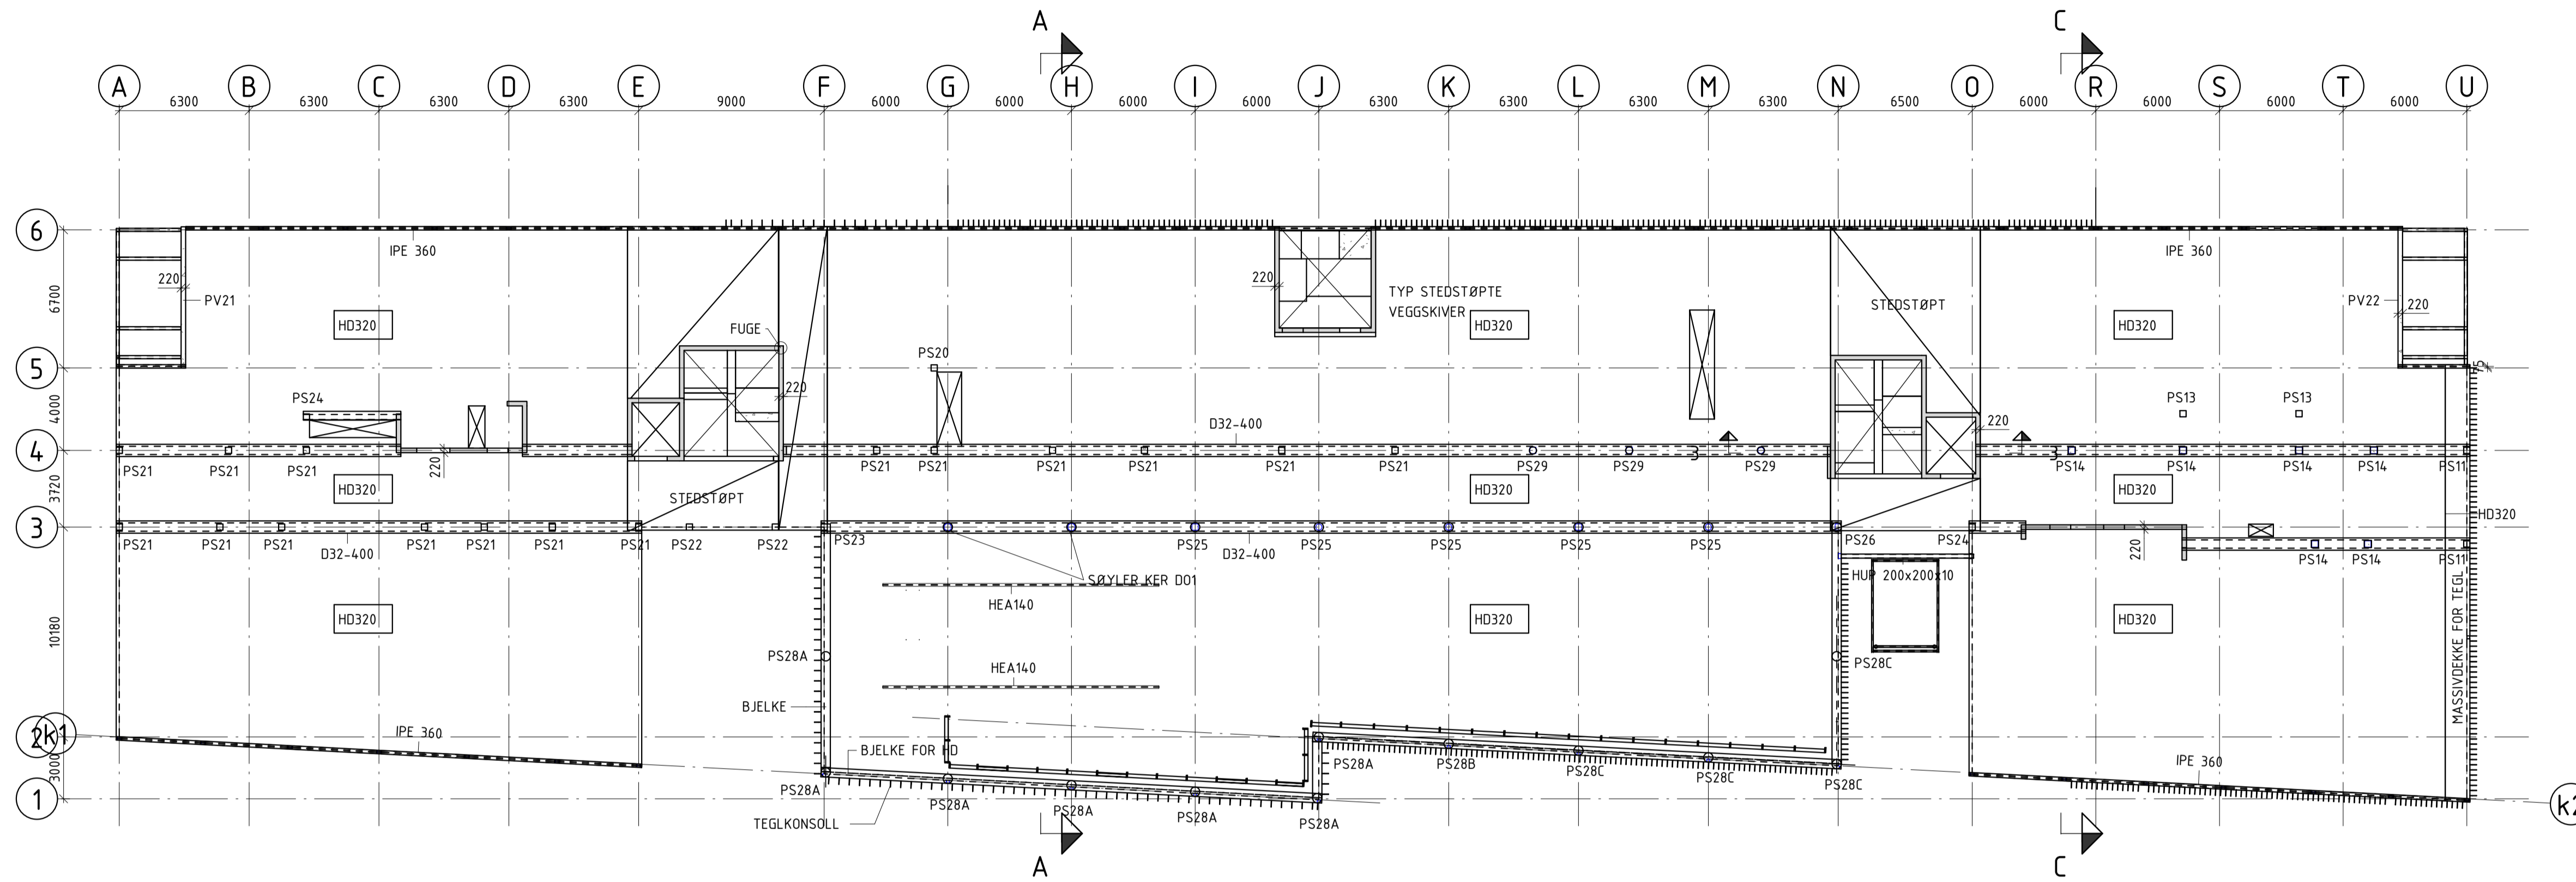 A
C
A B C D E F G H I J K L M N O R S T U
6300 6300 6300 6300 9000 6000 6000 6000 6000 6300 6300 6300 6300 6500 6000 6000 6000 6000
6
IPE 360
IPE 360
6700
220
PV21
220
TYP STEDSTØPTE
VEGGSKIVER
STEDSTØPT
PV22
220
HD320
FUGE
HD320
HD320
PS20
5
75
220
PS24
PS13
PS13
4000
D32-400
220
4
3
3
PS21 PS21 PS21
220
PS21 PS21 PS21 PS21 PS21 PS21 PS29 PS29 PS29
PS14 PS14 PS14 PS14 PS11
3720
HD320
STEDSTØPT
HD320
HD320
HD320
3
PS21 PS21 PS21 PS21 PS21 PS21 PS21 PS22 PS22 PS23
PS25 PS25 PS25 PS25 PS25 PS26 PS24
220
PS14 PS14 PS11
D32-400
D32-400
SØYLER KER DO1
HUP 200x200x10
HEA140
HD320
HD320
HD320
10180
MASSIVDEKKE FOR TEGL
PS28A
HEA140
PS28C
BJELKE
2
k1
IPE 360
BJELKE FOR HD
3000
PS28A PS28B PS28C PS28C PS28C
IPE 360
PS28A
1
PS28A PS28A PS28A PS28A
TEGLKONSOLL
k2
A
C